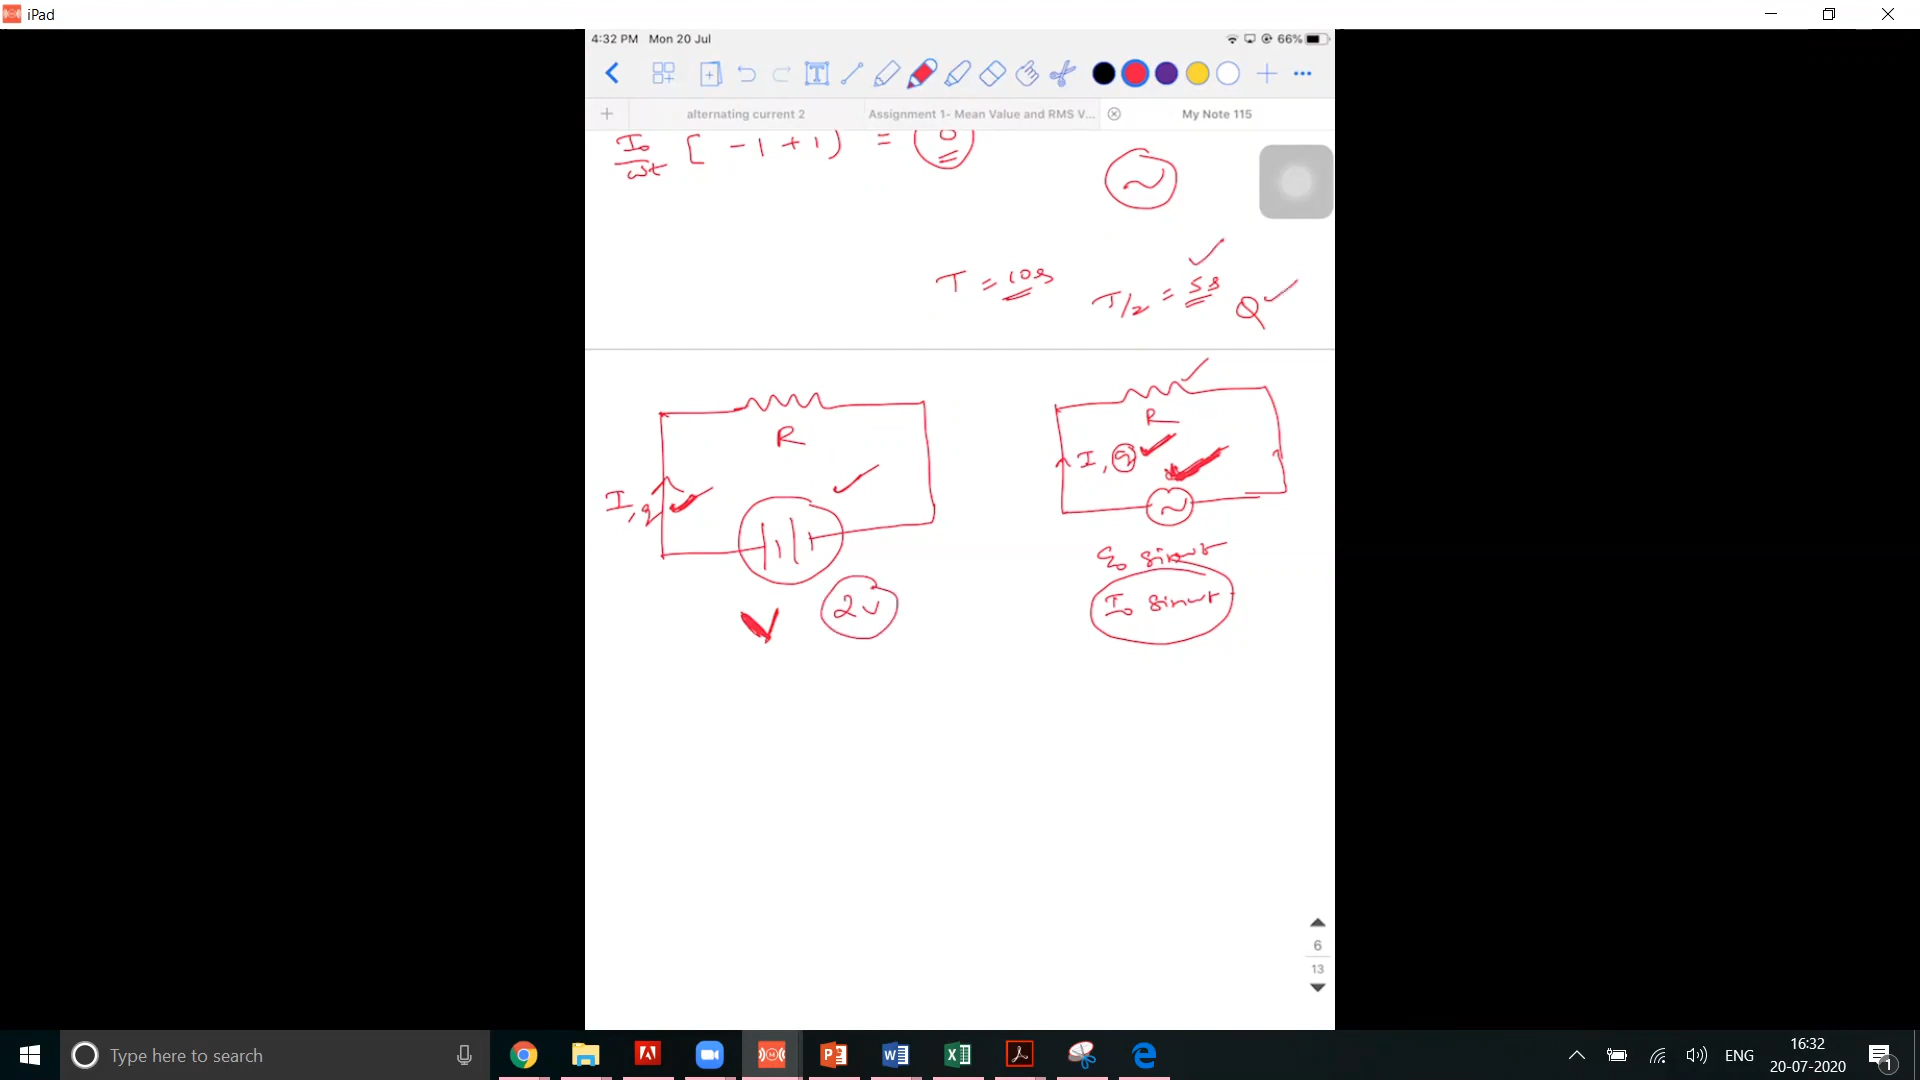 iPad
4:32 PM Mon 20 Jul
66%
alternating current 2
Assignment 1- Mean Value and RMS V...
My Note 115
I₀/ωt [ -1 + 1 ) = 0
T = 10s
T/2 = 5s
Q
R
I, q
2v
R
I, q
ε₀ sinωt
I₀ sinωt
6
13
Type here to search
ENG
16:32
20-07-2020
1